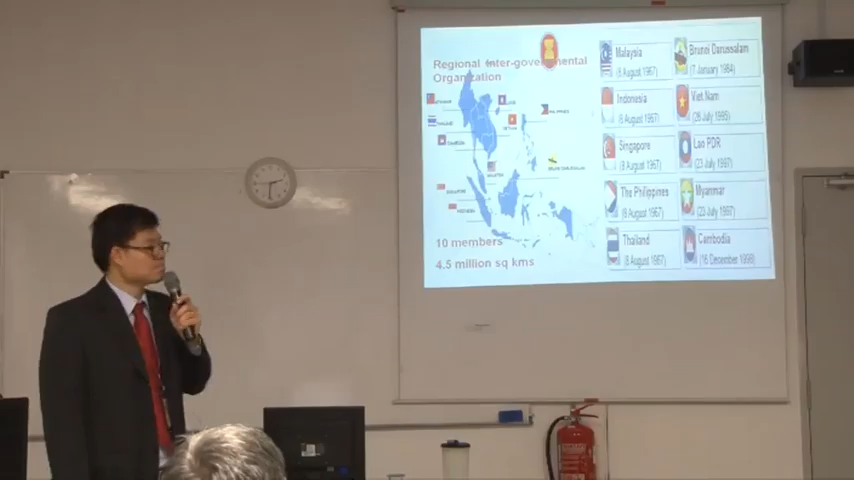 Regional Inter-governmental
Organization
10 members
4.5 million sq kms
Malaysia
(8 August 1967)
Brunei Darussalam
(7 January 1984)
Indonesia
(8 August 1967)
Viet Nam
(28 July 1995)
Singapore
(8 August 1967)
Lao PDR
(23 July 1997)
The Philippines
(8 August 1967)
Myanmar
(23 July 1997)
Thailand
(8 August 1967)
Cambodia
(16 December 1998)